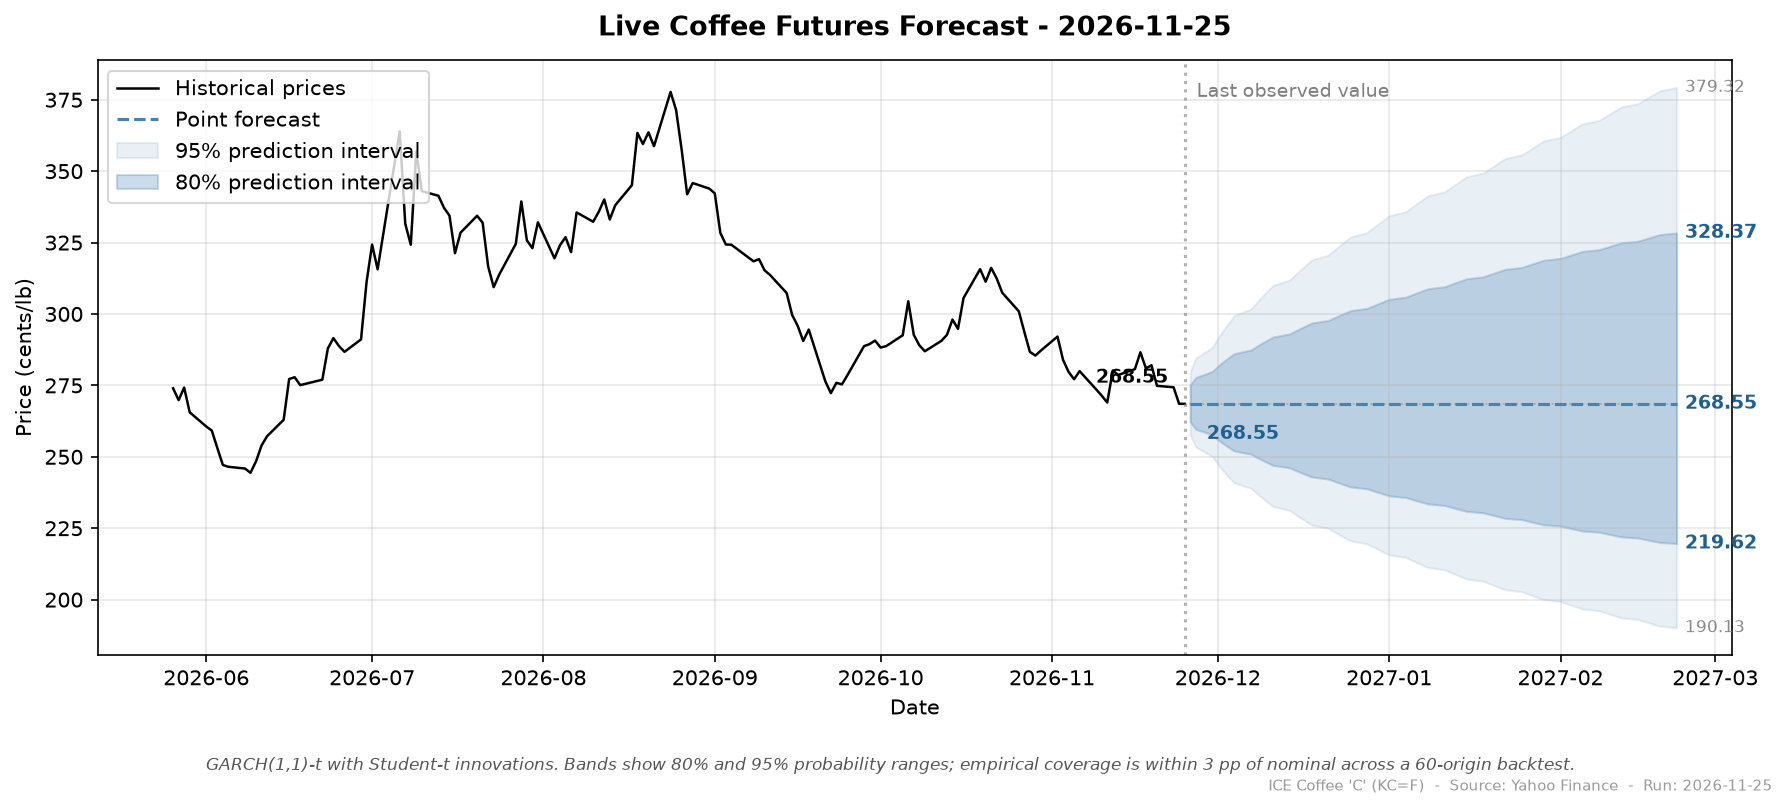 Live Coffee Futures Forecast - 2026-11-25
Historical prices
Point forecast
95% prediction interval
80% prediction interval
Last observed value
379.32
328.37
268.55
219.62
190.13
268.55
268.55
Price (cents/lb)
375
350
325
300
275
250
225
200
2026-06 2026-07 2026-08 2026-09 2026-10 2026-11 2026-12 2027-01 2027-02 2027-03
Date
GARCH(1,1)-t with Student-t innovations. Bands show 80% and 95% probability ranges; empirical coverage is within 3 pp of nominal across a 60-origin backtest.
ICE Coffee 'C' (KC=F) - Source: Yahoo Finance - Run: 2026-11-25